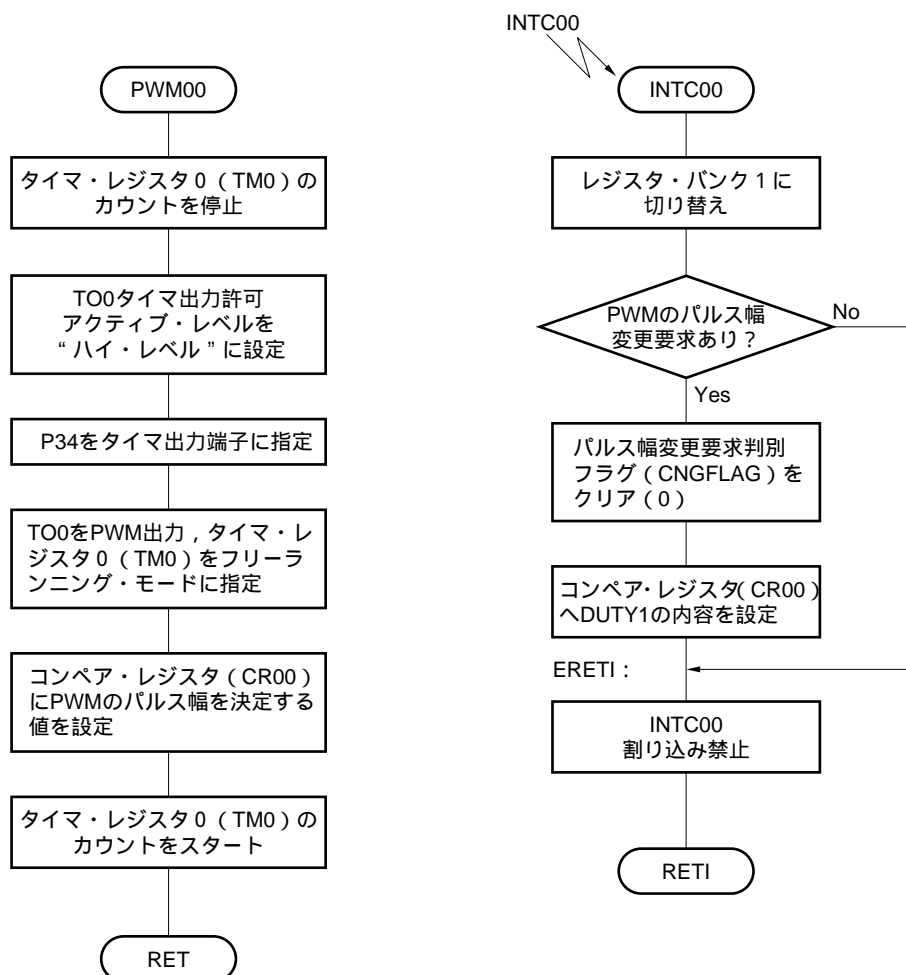 PWM00
タイマ・レジスタ0(TM0)の
カウントを停止
TO0タイマ出力許可
アクティブ・レベルを
“ハイ・レベル”に設定
P34をタイマ出力端子に指定
TO0をPWM出力,タイマ・レ
ジスタ0(TM0)をフリーラ
ンニング・モードに指定
コンペア・レジスタ(CR00)
にPWMのパルス幅を決定する
値を設定
タイマ・レジスタ0(TM0)の
カウントをスタート
RET
INTC00
INTC00
レジスタ・バンク1に
切り替え
PWMのパルス幅
変更要求あり?
No
Yes
パルス幅変更要求判別
フラグ(CNGFLAG)を
クリア(0)
コンペア・レジスタ(CR00)
へDUTY1の内容を設定
ERETI:
INTC00
割り込み禁止
RETI